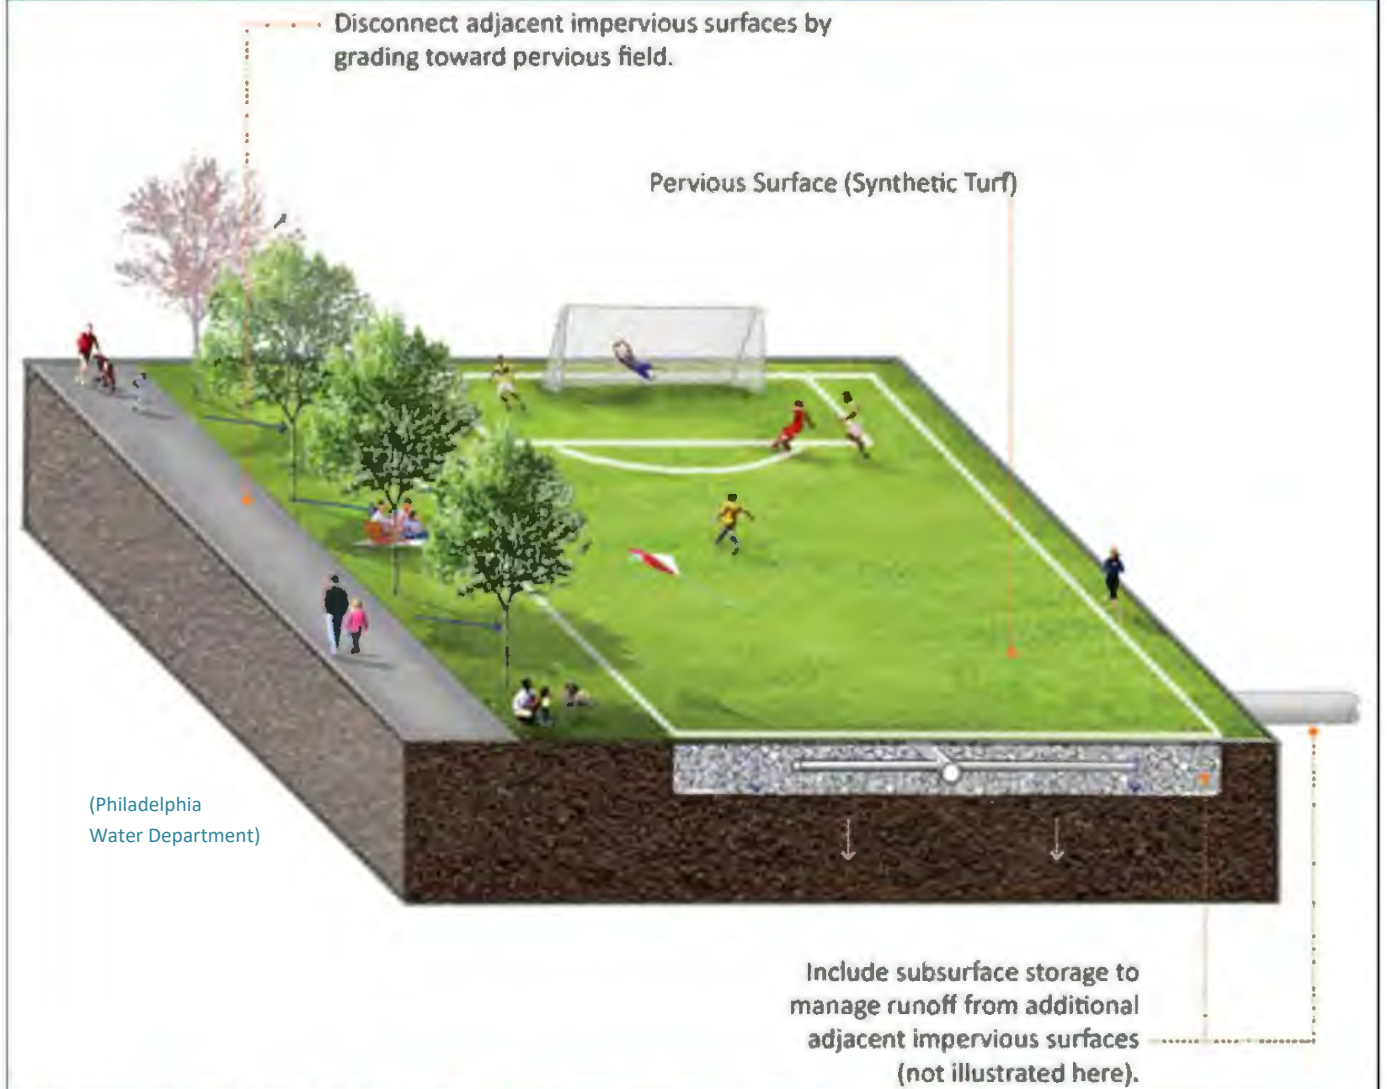 Disconnect adjacent impervious surfaces by
grading toward pervious field.
Pervious Surface (Synthetic Turf)
(Philadelphia
Water Department)
Include subsurface storage to
manage runoff from additional
adjacent impervious surfaces
(not illustrated here).